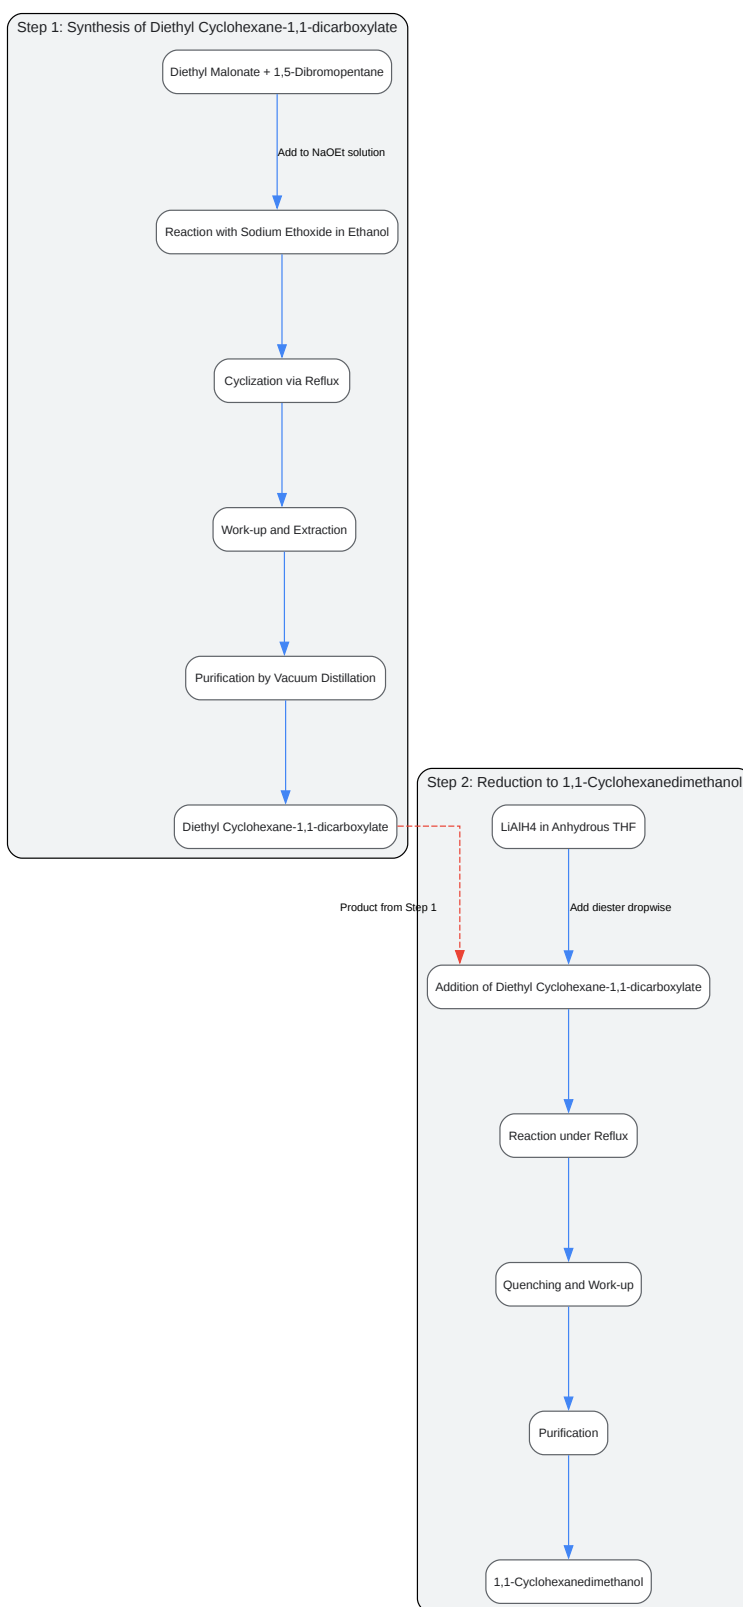 Step 1: Synthesis of Diethyl Cyclohexane-1,1-dicarboxylate
Diethyl Malonate + 1,5-Dibromopentane
Add to NaOEt solution
Reaction with Sodium Ethoxide in Ethanol
Cyclization via Reflux
Work-up and Extraction
Purification by Vacuum Distillation
Diethyl Cyclohexane-1,1-dicarboxylate
Product from Step 1
Step 2: Reduction to 1,1-Cyclohexanedimethanol
LiAlH4 in Anhydrous THF
Add diester dropwise
Addition of Diethyl Cyclohexane-1,1-dicarboxylate
Reaction under Reflux
Quenching and Work-up
Purification
1,1-Cyclohexanedimethanol